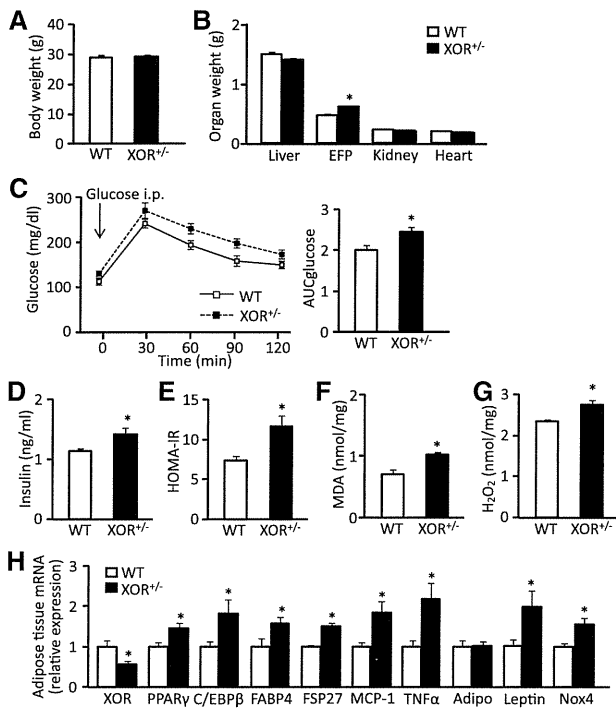 A
Body weight (g)
40
30
20
10
0
WT XOR+/-
B
Organ weight (g)
2
1
0
WT
XOR+/-
*
Liver EFP Kidney Heart
C
Glucose (mg/dl)
Glucose i.p.
300
200
100
0
WT
XOR+/-
0 30 60 90 120
Time (min)
AUCglucose
3
2
1
0
*
WT XOR+/-
D
Insulin (ng/ml)
2
1
0
*
WT XOR+/-
E
HOMA-IR
15
10
5
0
*
WT XOR+/-
F
MDA (nmol/mg)
2
1
0
*
WT XOR+/-
G
H2O2 (nmol/mg)
3
2
1
0
*
WT XOR+/-
H
Adipose tissue mRNA
(relative expression)
3
2
1
0
WT
XOR+/-
* * * * * * * * *
XOR PPARγ C/EBPβ FABP4 FSP27 MCP-1 TNFα Adipo Leptin Nox4